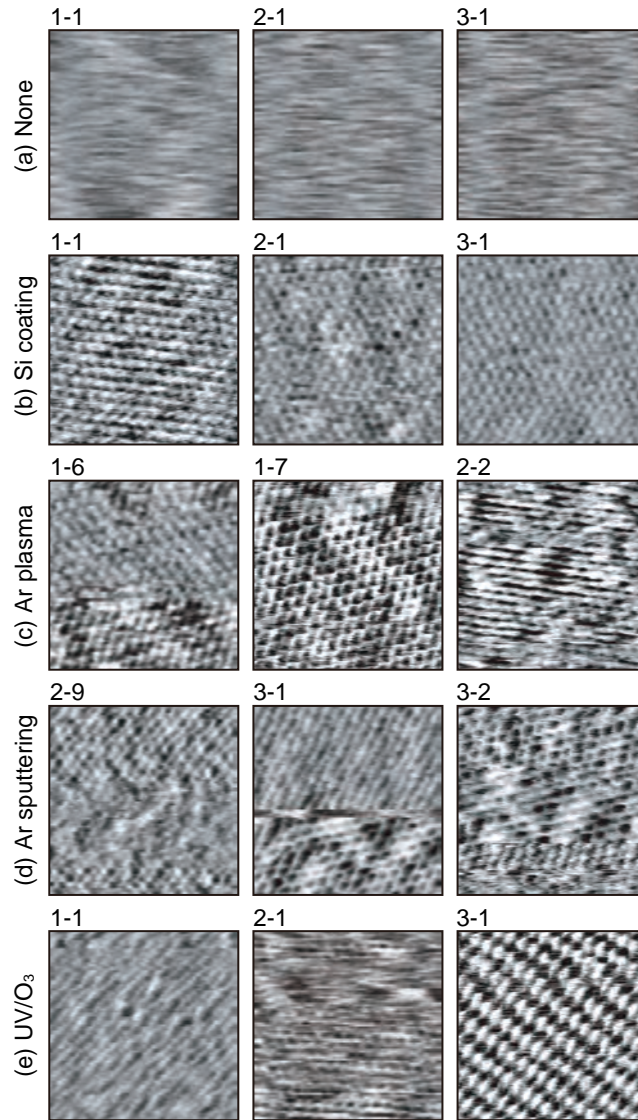 1-1 2-1 3-1
(a) None
1-1 2-1 3-1
(b) Si coating
1-6 1-7 2-2
(c) Ar plasma
2-9 3-1 3-2
(d) Ar sputtering
1-1 2-1 3-1
(e) UV/O₃